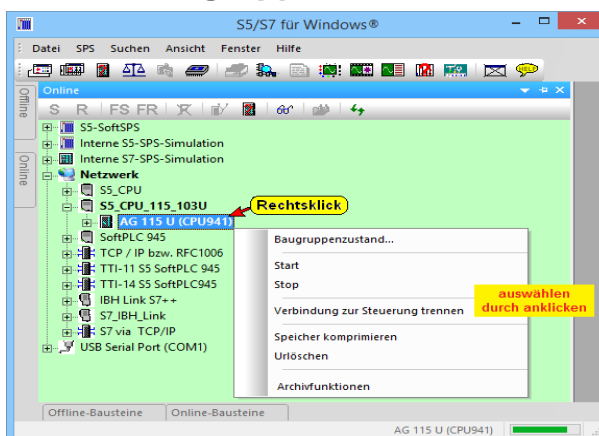 S5/S7 für Windows®
Datei SPS Suchen Ansicht Fenster Hilfe
HELP
Online
Offline
Online
S R FS FR
S5-SoftSPS
Interne S5-SPS-Simulation
Interne S7-SPS-Simulation
Netzwerk
S5_CPU
S5_CPU_115_103U
Rechtsklick
AG 115 U (CPU941)
SoftPLC 945
TCP / IP bzw. RFC1006
TTI-11 S5 SoftPLC 945
TTI-14 S5 SoftPLC945
IBH Link S7++
S7_IBH_Link
S7 via TCP/IP
USB Serial Port (COM1)
Baugruppenzustand...
Start
Stop
auswählen
durch anklicken
Verbindung zur Steuerung trennen
Speicher komprimieren
Urlöschen
Archivfunktionen
Offline-Bausteine Online-Bausteine
AG 115 U (CPU941)